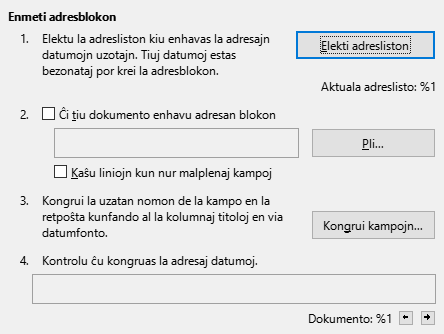 Enmeti adresblokon
1. Elektu la adresliston kiu enhavas la adresajn
datumojn uzotajn. Tiuj datumoj estas
bezonataj por krei la adresblokon.
Elekti adresliston
Aktuala adreslisto: %1
2. Ĉi tiu dokumento enhavu adresan blokon
Pli...
Kaŝu liniojn kun nur malplenaj kampoj
3. Kongrui la uzatan nomon de la kampo en la
retpoŝta kunfando al la kolumnaj titoloj en via
datumfonto.
Kongrui kampojn...
4. Kontrolu ĉu kongruas la adresaj datumoj.
Dokumento: %1